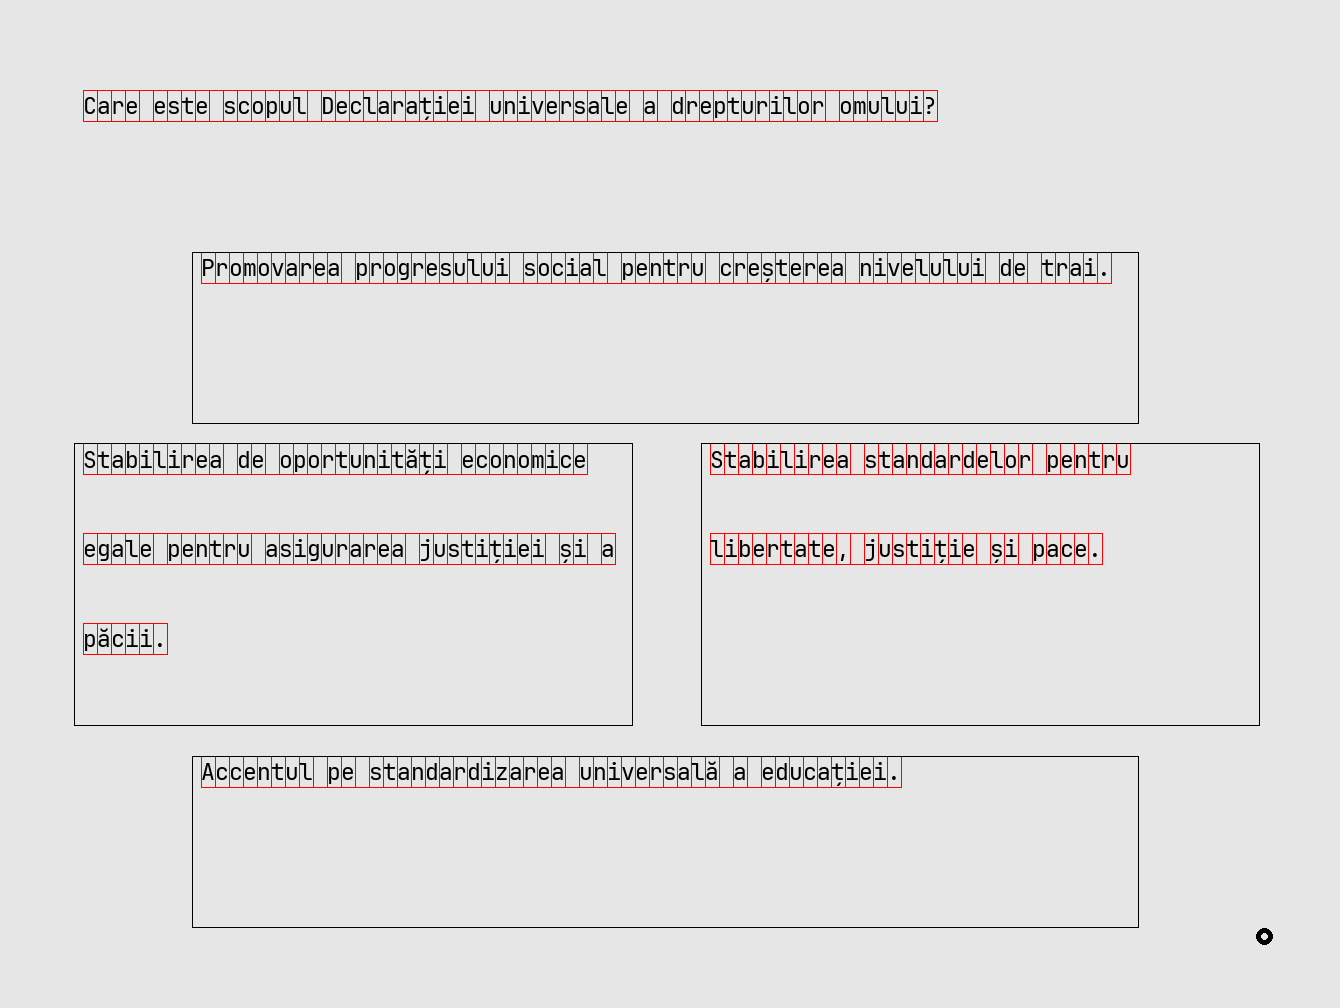 Care este scopul Declarației universale a drepturilor omului?
Promovarea progresului social pentru creșterea nivelului de trai.
Stabilirea de oportunități economice
egale pentru asigurarea justiției și a
păcii.
Stabilirea standardelor pentru
libertate, justiție și pace.
Accentul pe standardizarea universală a educației.